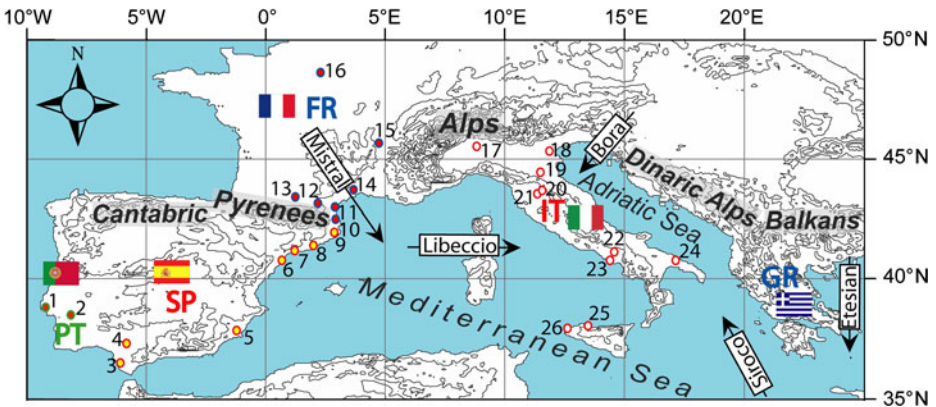 10°W 5°W 0° 5°E 10°E 15°E 20°E
50°N
N
16
FR
Alps
Mistral
15
17
18
Bora
45°N
13 12 14
19
20
21
IT
Adriatic Sea
Dinaric Alps
Balkans
Cantabric
Pyrenees
11
10
9
Libeccio
22
23
24
8
7
6
GR
40°N
1
2
PT
SP
Mediterranean Sea
Etesian
4
5
3
26
25
Siroco
35°N